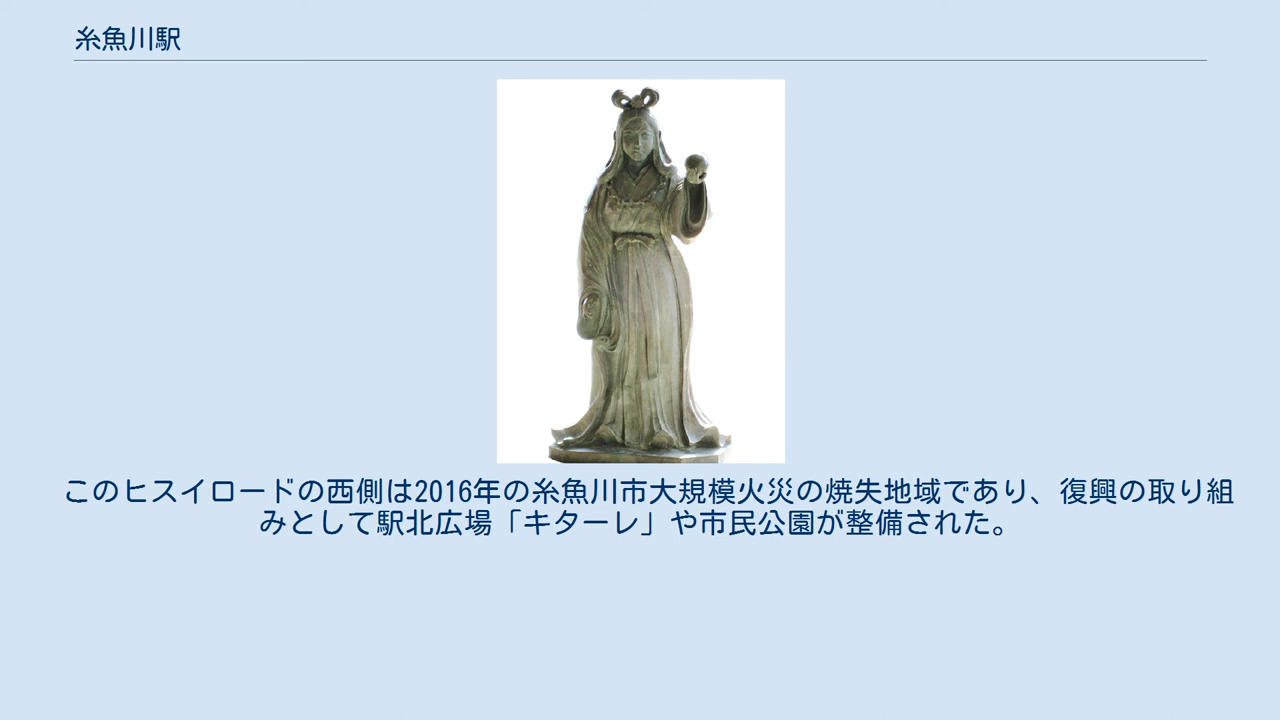 糸魚川駅
このヒスイロードの西側は2016年の糸魚川市大規模火災の焼失地域であり、復興の取り組
みとして駅北広場「キターレ」や市民公園が整備された。